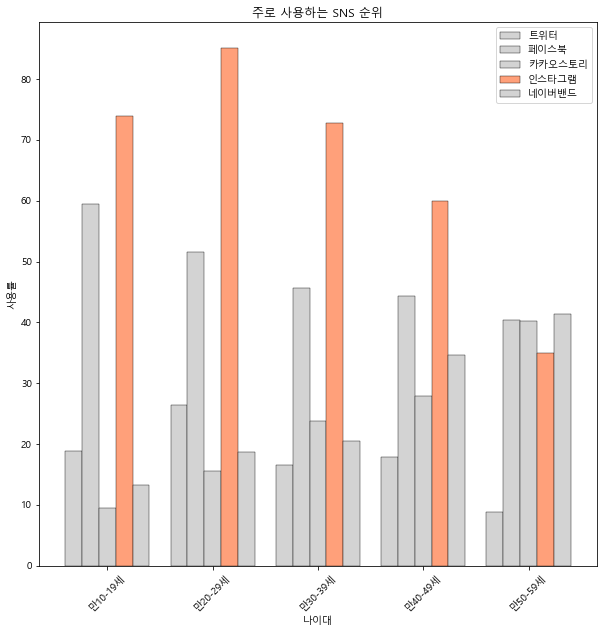 주로 사용하는 SNS 순위
트위터
페이스북
카카오스토리
인스타그램
네이버밴드
사용률
80
70
60
50
40
30
20
10
0
만10-19세
만20-29세
만30-39세
만40-49세
만50-59세
나이대